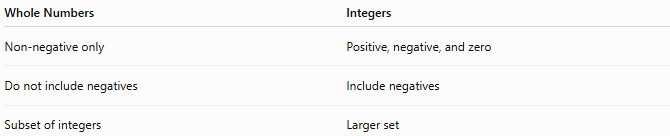 Whole Numbers Integers
Non-negative only Positive, negative, and zero
Do not include negatives Include negatives
Subset of integers Larger set